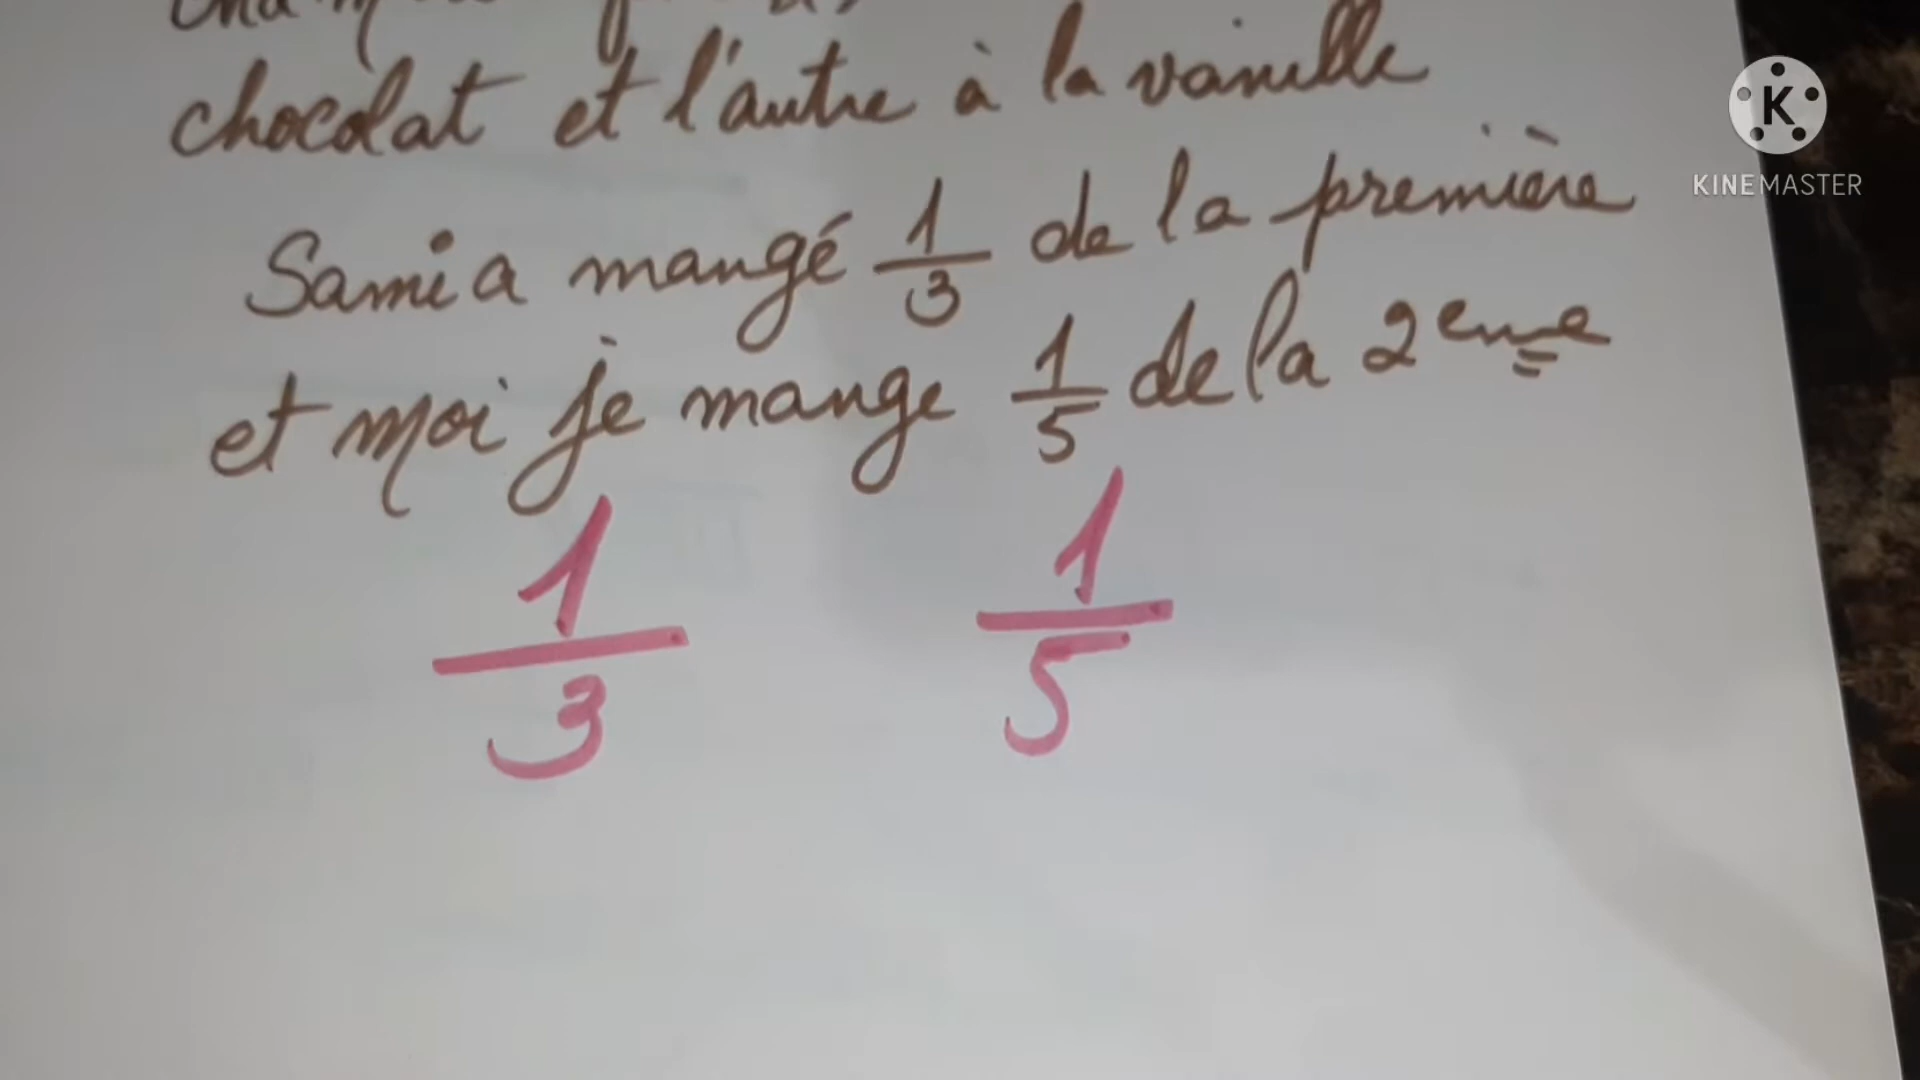 chocolat et l'autre à la vanille
Sami a mangé 1/3 de la première
et moi je mange 1/5 de la 2eme
1/3 1/5
K
KINEMASTER